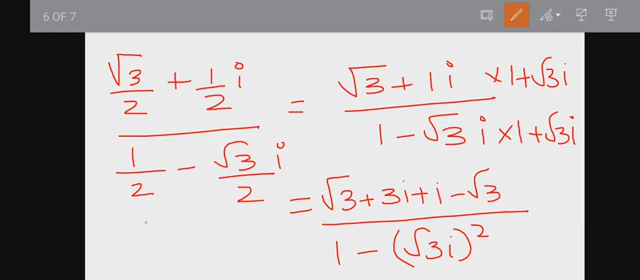 6 OF 7
(√3/2 + 1/2 i) / (1/2 - √3/2 i) = (√3 + 1i × 1+√3i) / (1 - √3 i × 1+√3i)
= (√3 + 3i + i - √3) / (1 - (√3i)²)